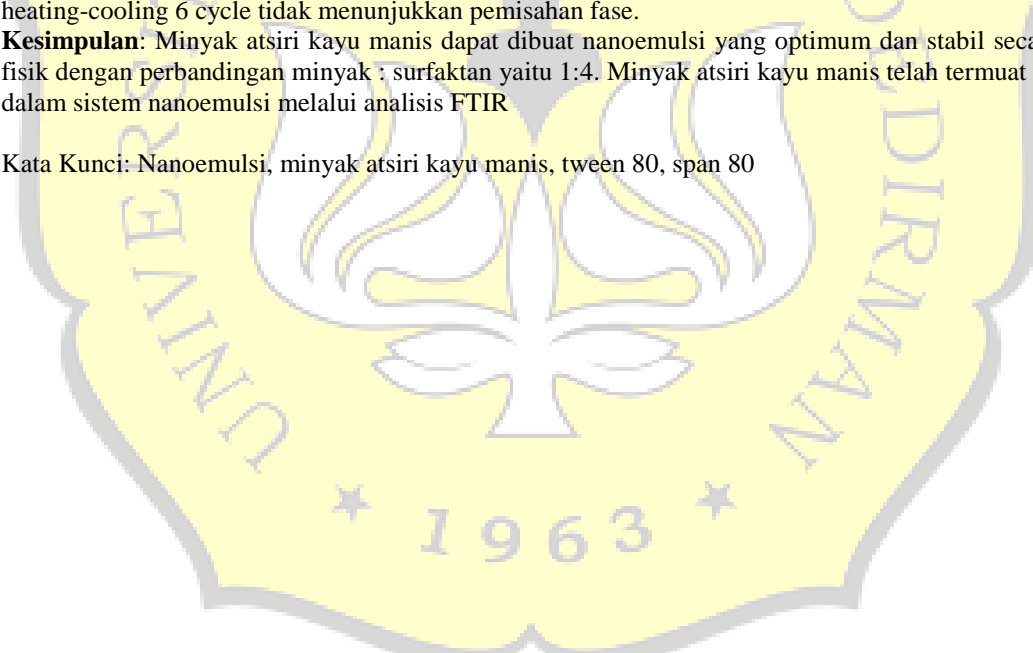 heating-cooling 6 cycle tidak menunjukkan pemisahan fase.
Kesimpulan: Minyak atsiri kayu manis dapat dibuat nanoemulsi yang optimum dan stabil seca
fisik dengan perbandingan minyak : surfaktan yaitu 1:4. Minyak atsiri kayu manis telah termuat
dalam sistem nanoemulsi melalui analisis FTIR
Kata Kunci: Nanoemulsi, minyak atsiri kayu manis, tween 80, span 80
UNIVERSI
EDIRMAN
1963